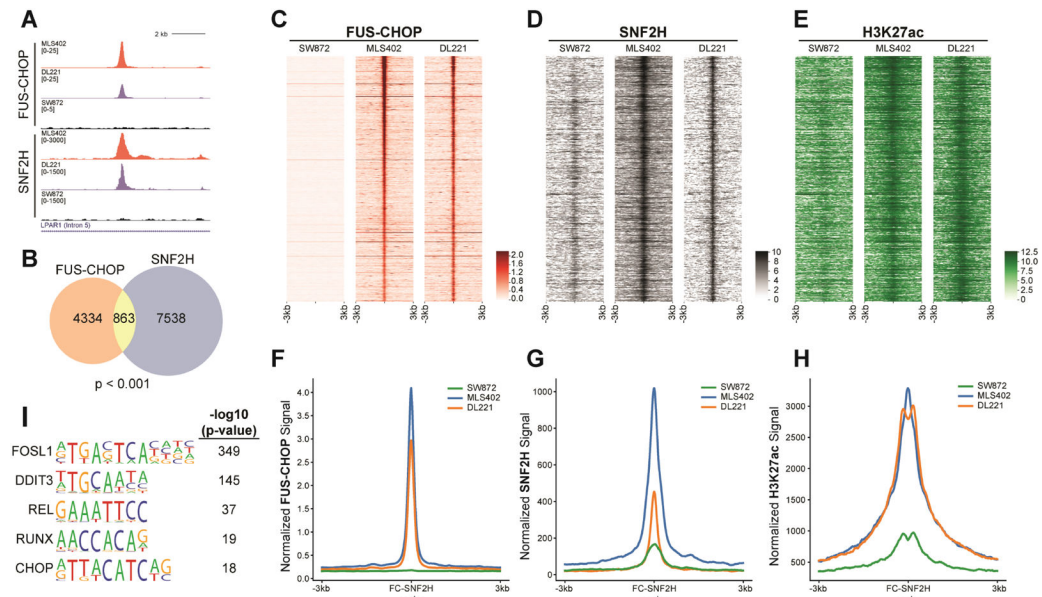 A
2 kb
FUS-CHOP
MLS402
[0-25]
DL221
[0-25]
SW872
[0-5]
SNF2H
MLS402
[0-3000]
DL221
[0-1500]
SW872
[0-1500]
LPAR1 (Intron 5)
B
FUS-CHOP
SNF2H
4334
863
7538
p < 0.001
C
FUS-CHOP
SW872 MLS402 DL221
2.0
1.6
1.2
0.8
0.4
0.0
-3kb 3kb -3kb 3kb -3kb 3kb
D
SNF2H
SW872 MLS402 DL221
10
8
6
4
2
0
-3kb 3kb -3kb 3kb -3kb 3kb
E
H3K27ac
SW872 MLS402 DL221
12.5
10.0
7.5
5.0
2.5
0.0
-3kb 3kb -3kb 3kb -3kb 3kb
F
Normalized FUS-CHOP Signal
SW872
MLS402
DL221
4.0
3.5
3.0
2.5
2.0
1.5
1.0
0.5
0.0
-3kb FC-SNF2H 3kb
G
Normalized SNF2H Signal
SW872
MLS402
DL221
1000
800
600
400
200
0
-3kb FC-SNF2H 3kb
H
Normalized H3K27ac Signal
SW872
MLS402
DL221
3000
2500
2000
1500
1000
500
-3kb FC-SNF2H 3kb
I
-log10
(p-value)
FOSL1 ATGAGTCA 349
DDIT3 TTGCAATA 145
REL GAAATTCC 37
RUNX AACCACAG 19
CHOP ATTACATCAG 18